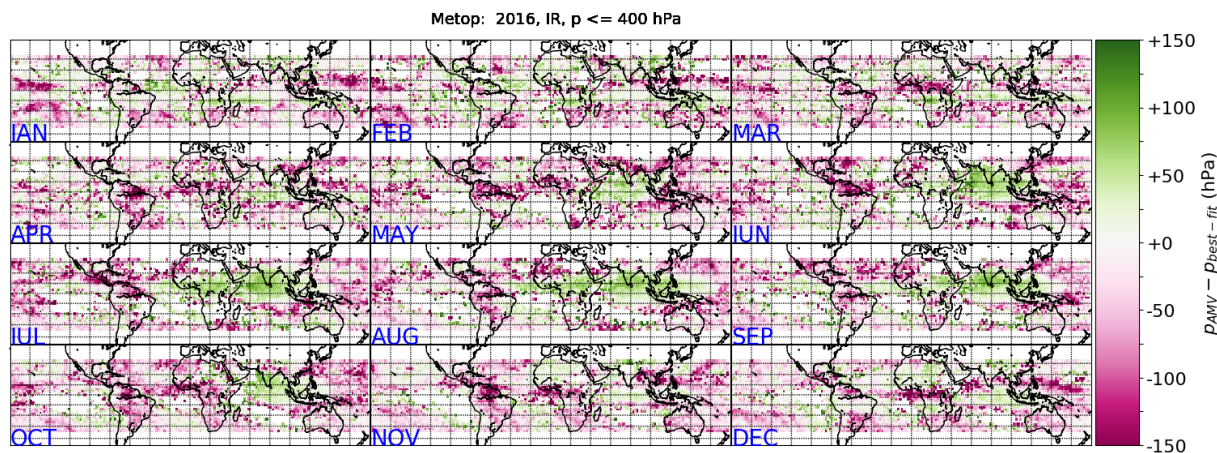 Metop: 2016, IR, p <= 400 hPa
JAN
FEB
MAR
APR
MAY
JUN
JUL
AUG
SEP
OCT
NOV
DEC
+150
+100
+50
+0
-50
-100
-150
p_AMV − p_best−fit (hPa)